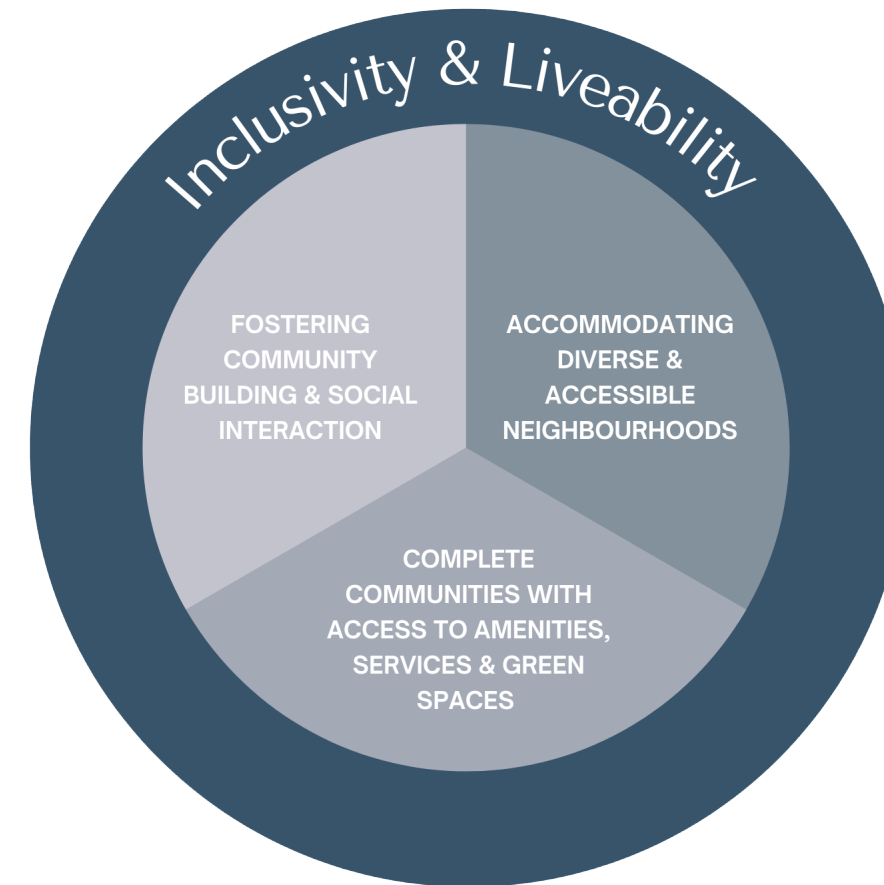 Inclusivity & Liveability
FOSTERING
COMMUNITY
BUILDING & SOCIAL
INTERACTION
ACCOMMODATING
DIVERSE &
ACCESSIBLE
NEIGHBOURHOODS
COMPLETE
COMMUNITIES WITH
ACCESS TO AMENITIES,
SERVICES & GREEN
SPACES